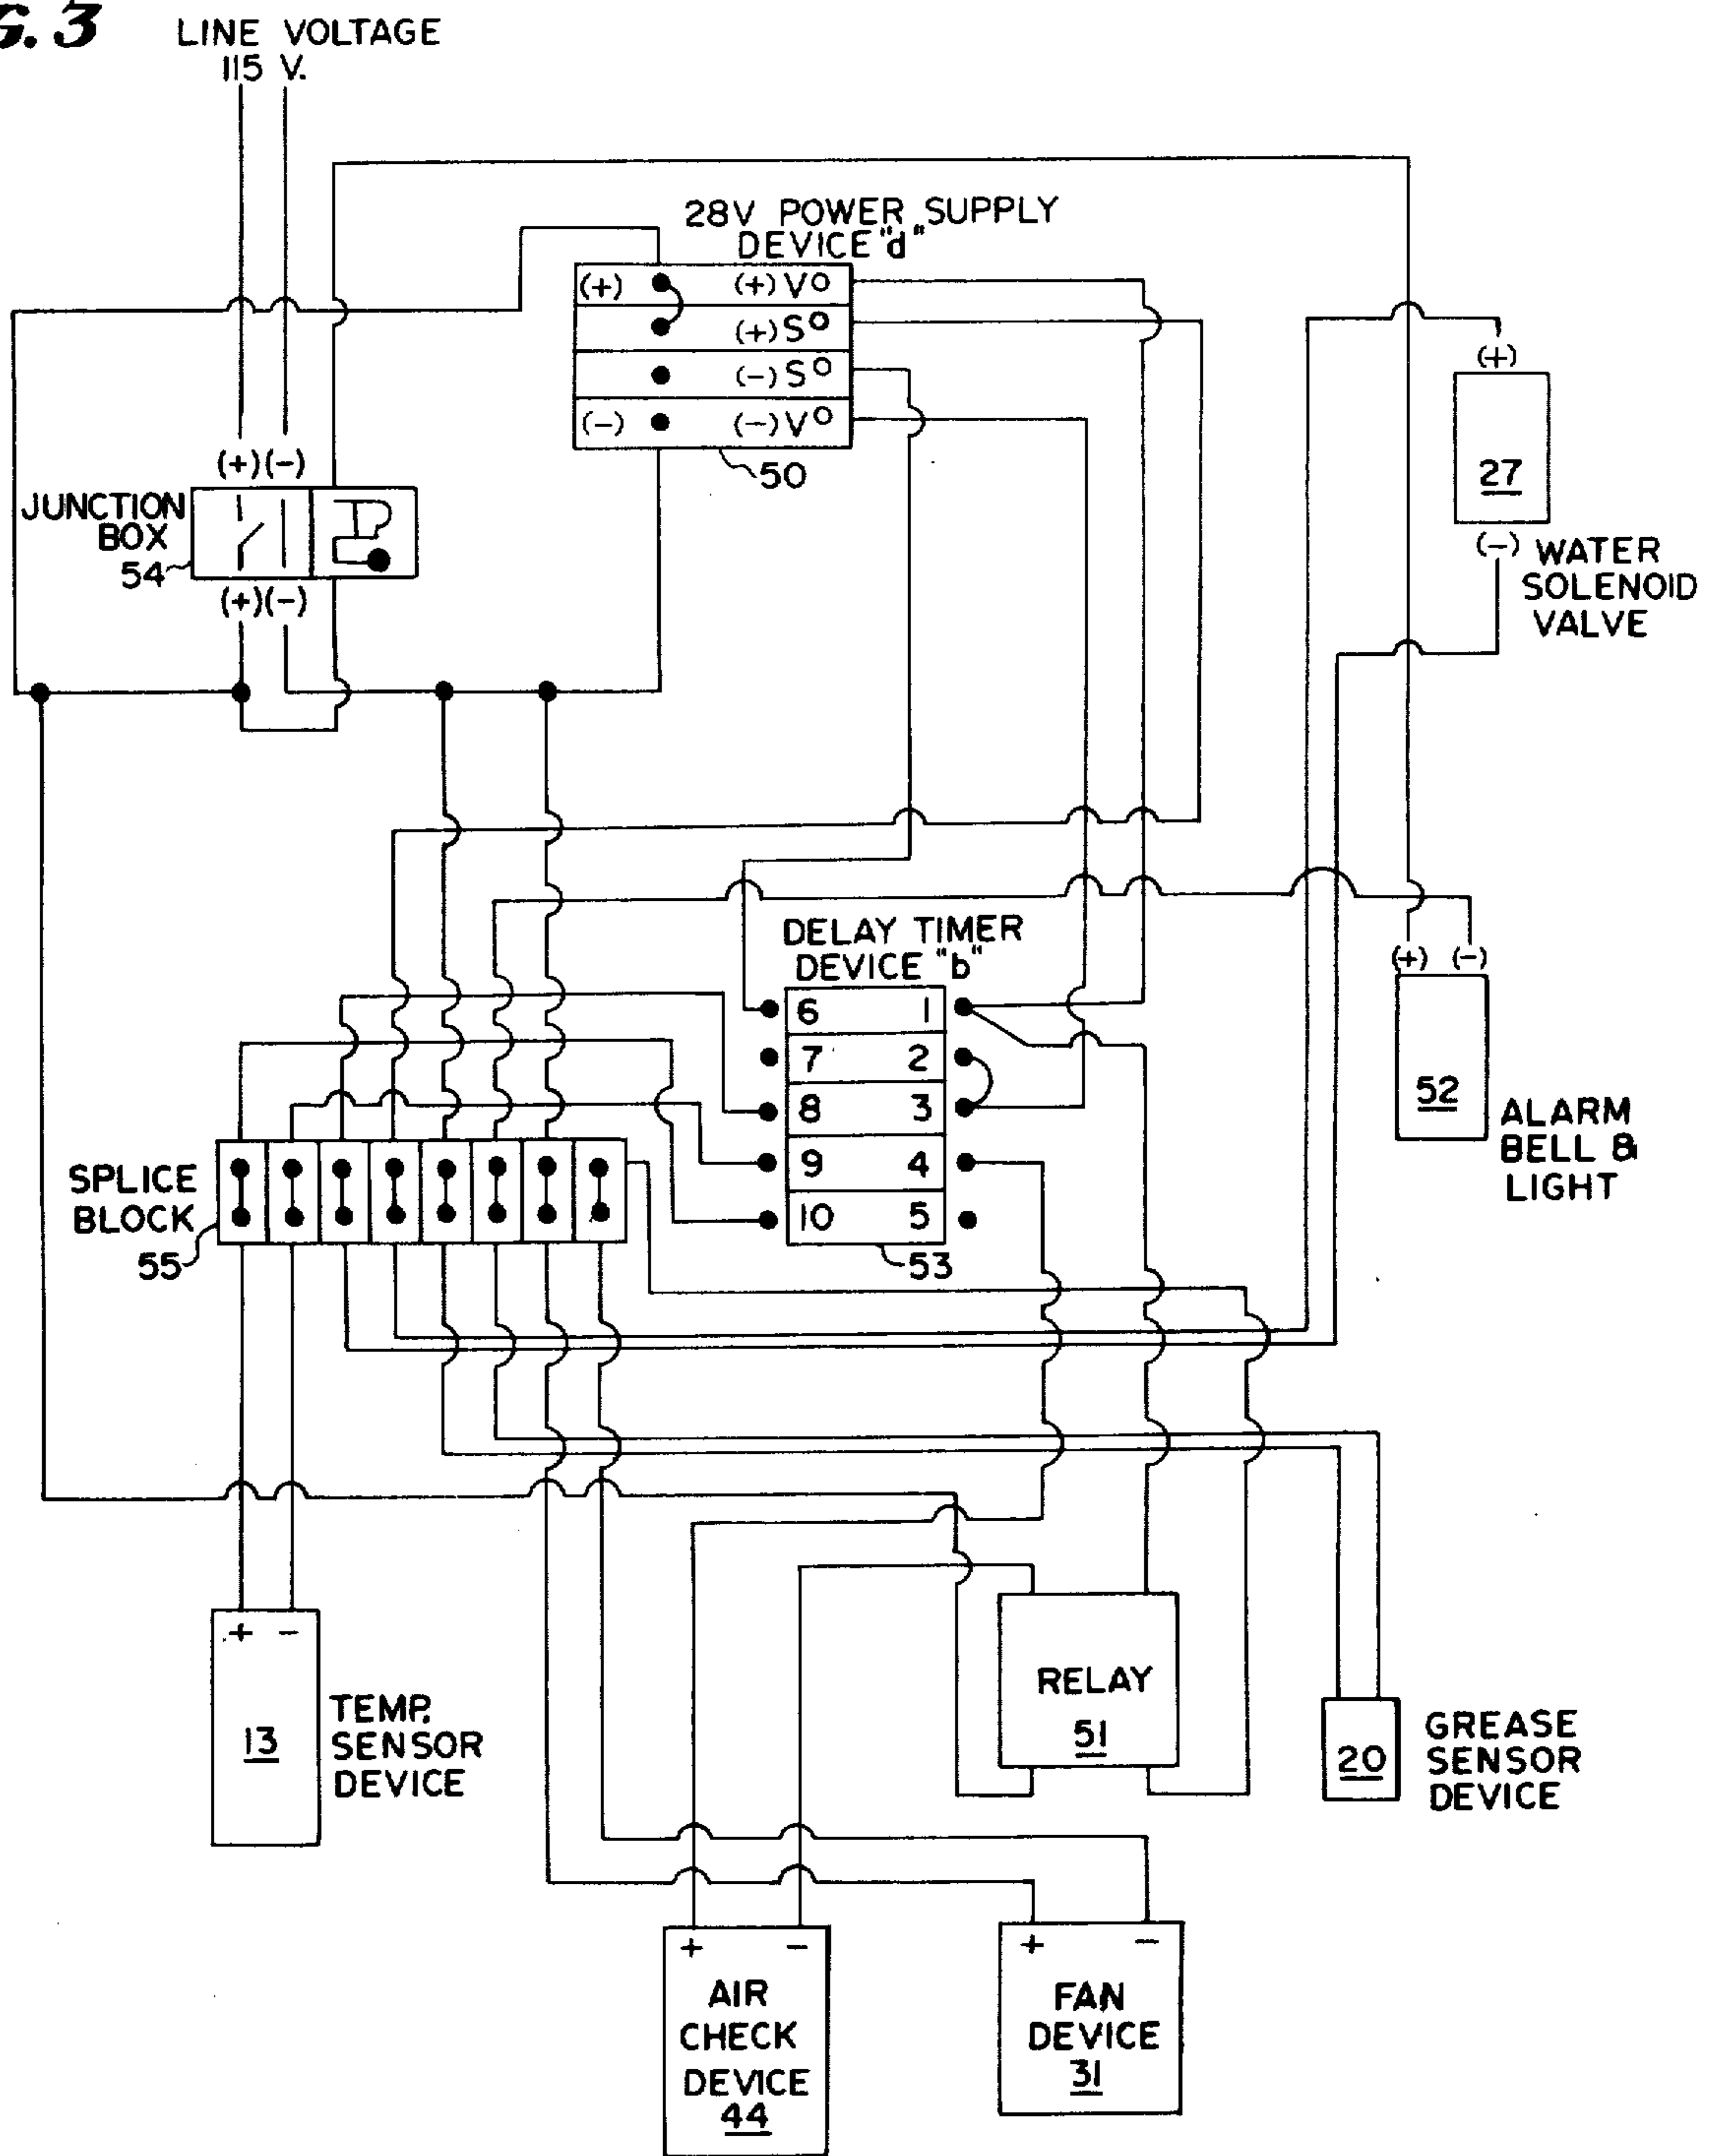 G. 3
LINE VOLTAGE
115 V.
28V POWER SUPPLY
DEVICE "d"
(+) (+) V°
(+) S°
(-) S°
(-) (-) V°
50
(+)
27
(-) WATER
SOLENOID
VALVE
(+)(-)
JUNCTION
BOX
54
(+)(-)
DELAY TIMER
DEVICE "b"
6 1
7 2
8 3
9 4
10 5
53
(+) (-)
52
ALARM
BELL &
LIGHT
SPLICE
BLOCK
55
+ -
13
TEMP.
SENSOR
DEVICE
RELAY
51
20
GREASE
SENSOR
DEVICE
+ -
AIR
CHECK
DEVICE
44
+ -
FAN
DEVICE
31